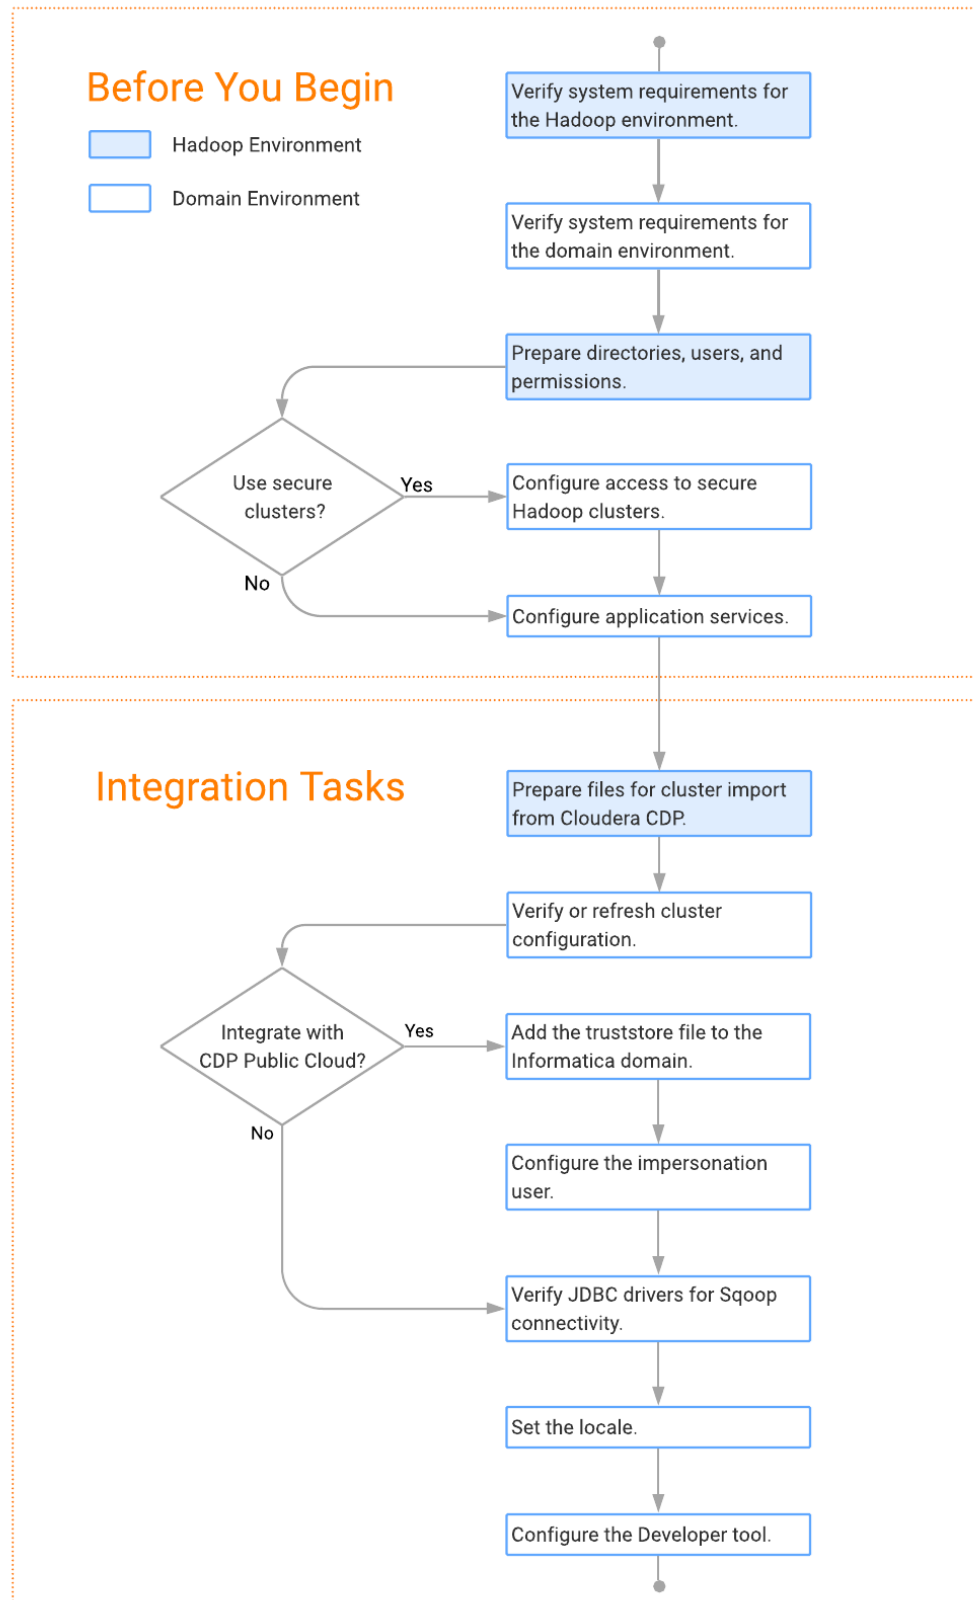 Before You Begin
Hadoop Environment
Domain Environment
Verify system requirements for
the Hadoop environment.
Verify system requirements for
the domain environment.
Prepare directories, users, and
permissions.
Use secure
clusters?
Yes
No
Configure access to secure
Hadoop clusters.
Configure application services.
Integration Tasks
Prepare files for cluster import
from Cloudera CDP.
Verify or refresh cluster
configuration.
Integrate with
CDP Public Cloud?
Yes
No
Add the truststore file to the
Informatica domain.
Configure the impersonation
user.
Verify JDBC drivers for Sqoop
connectivity.
Set the locale.
Configure the Developer tool.